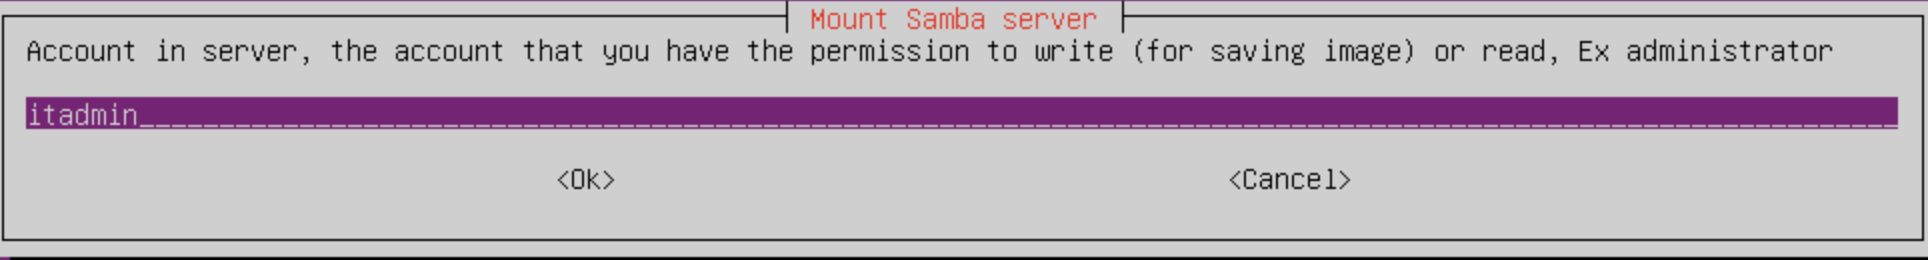 Mount Samba server
Account in server, the account that you have the permission to write (for saving image) or read, Ex administrator
itadmin
<Ok> <Cancel>